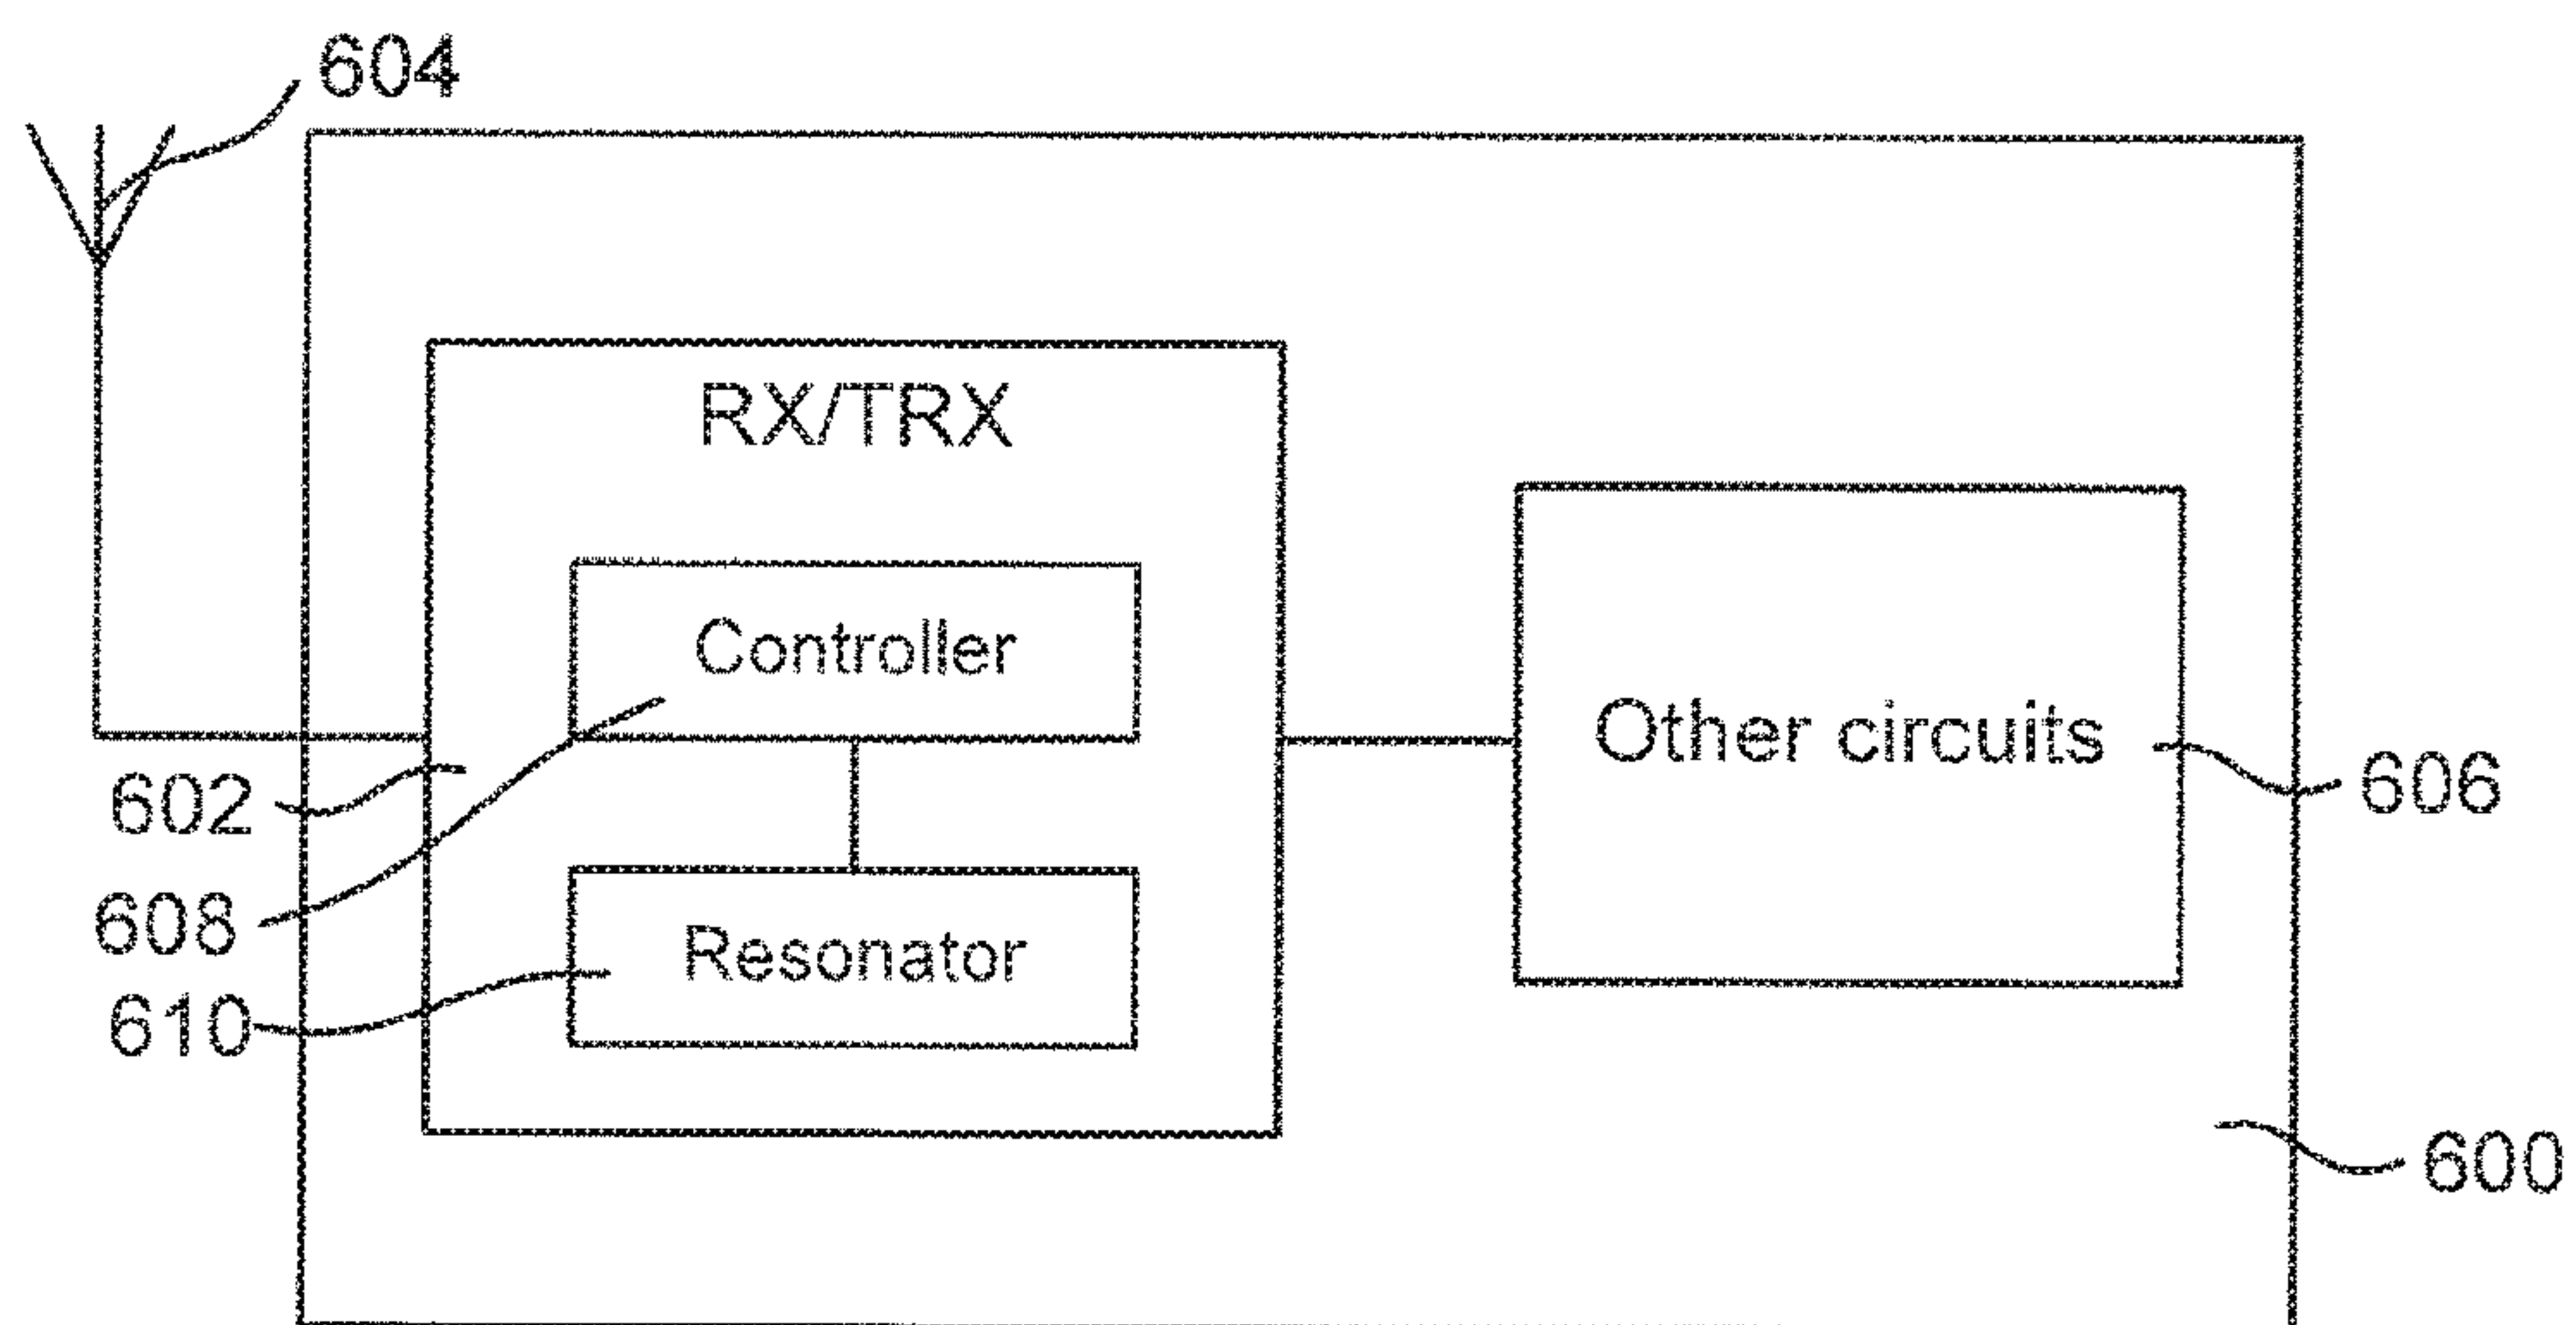 604
RX/TRX
Controller
Other circuits
602
606
608
Resonator
610
600